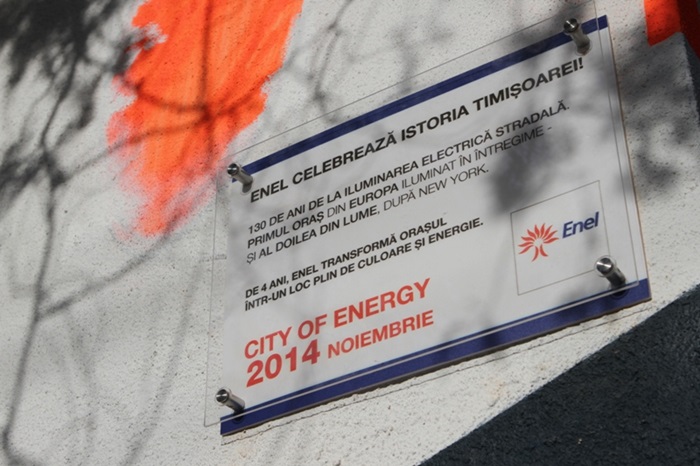 ENEL CELEBREAZĂ ISTORIA TIMIȘOAREI!
130 DE ANI DE LA ILUMINAREA ELECTRICĂ STRADALĂ.
PRIMUL ORAȘ DIN EUROPA ILUMINAT ÎN ÎNTREGIME -
ȘI AL DOILEA DIN LUME, DUPĂ NEW YORK.
DE 4 ANI, ENEL TRANSFORMĂ ORAȘUL
ÎNTR-UN LOC PLIN DE CULOARE ȘI ENERGIE.
Enel
CITY OF ENERGY
2014 NOIEMBRIE